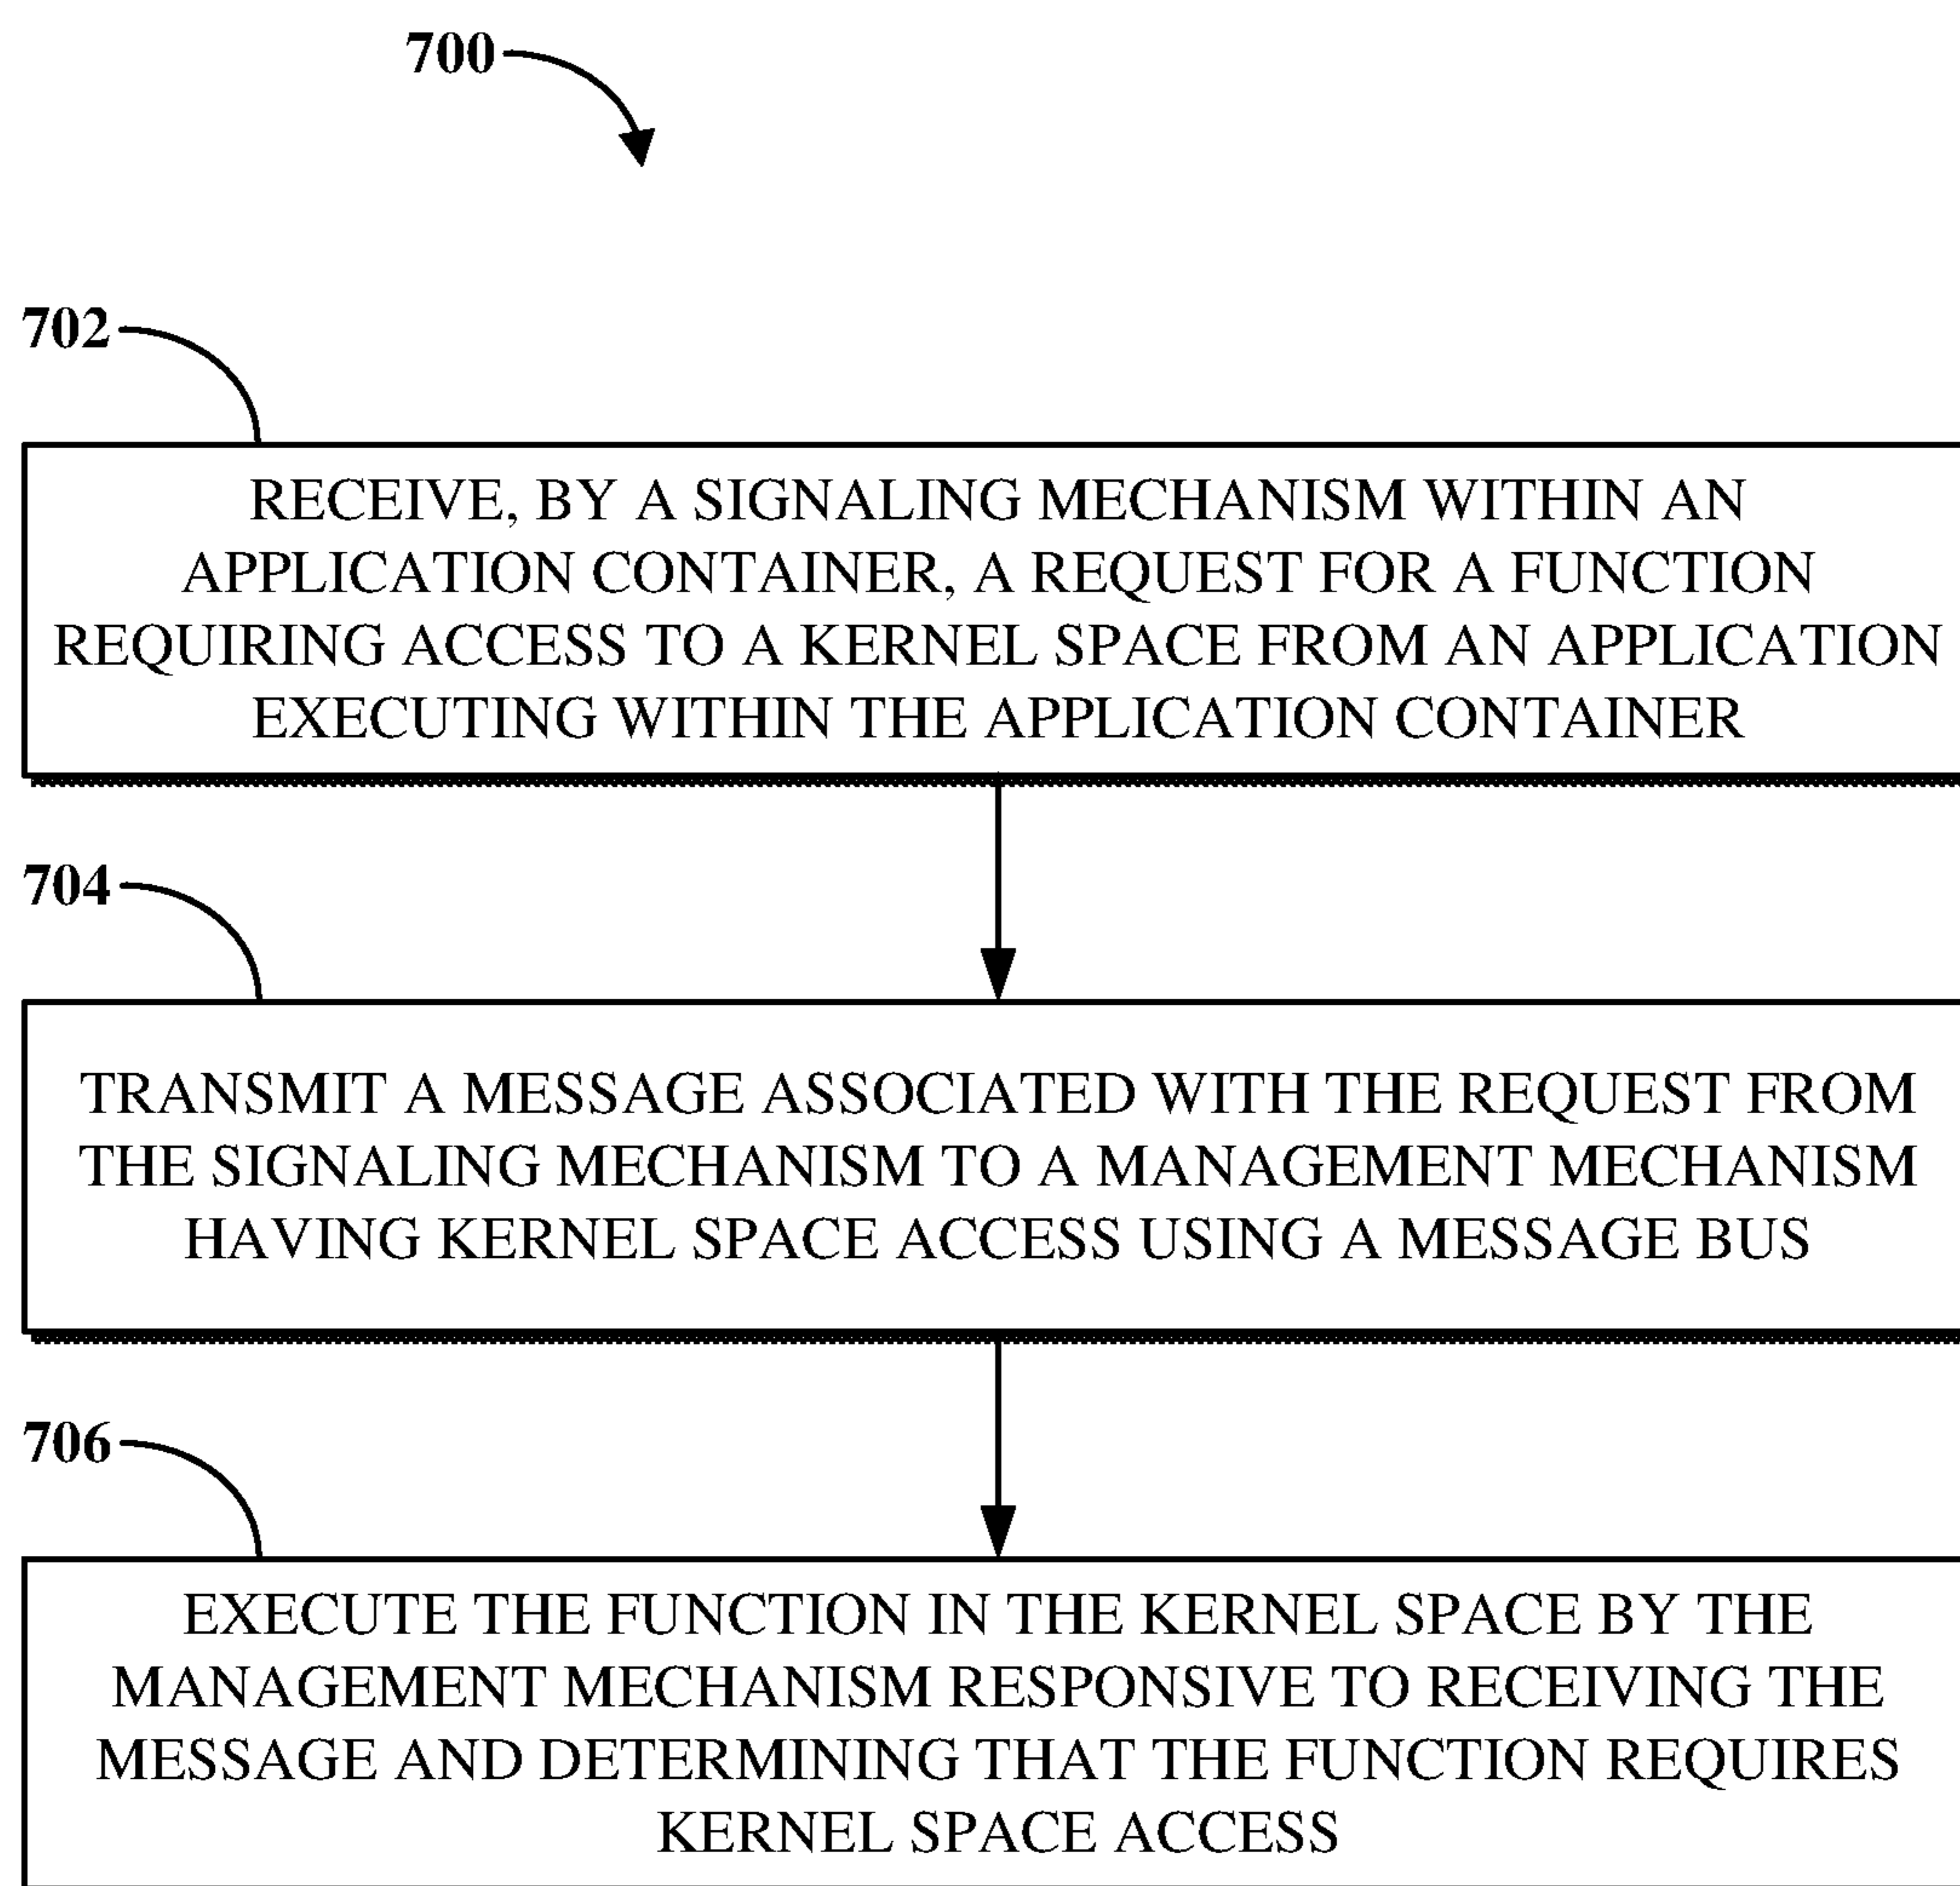 700
702
RECEIVE, BY A SIGNALING MECHANISM WITHIN AN
APPLICATION CONTAINER, A REQUEST FOR A FUNCTION
REQUIRING ACCESS TO A KERNEL SPACE FROM AN APPLICATION
EXECUTING WITHIN THE APPLICATION CONTAINER
704
TRANSMIT A MESSAGE ASSOCIATED WITH THE REQUEST FROM
THE SIGNALING MECHANISM TO A MANAGEMENT MECHANISM
HAVING KERNEL SPACE ACCESS USING A MESSAGE BUS
706
EXECUTE THE FUNCTION IN THE KERNEL SPACE BY THE
MANAGEMENT MECHANISM RESPONSIVE TO RECEIVING THE
MESSAGE AND DETERMINING THAT THE FUNCTION REQUIRES
KERNEL SPACE ACCESS